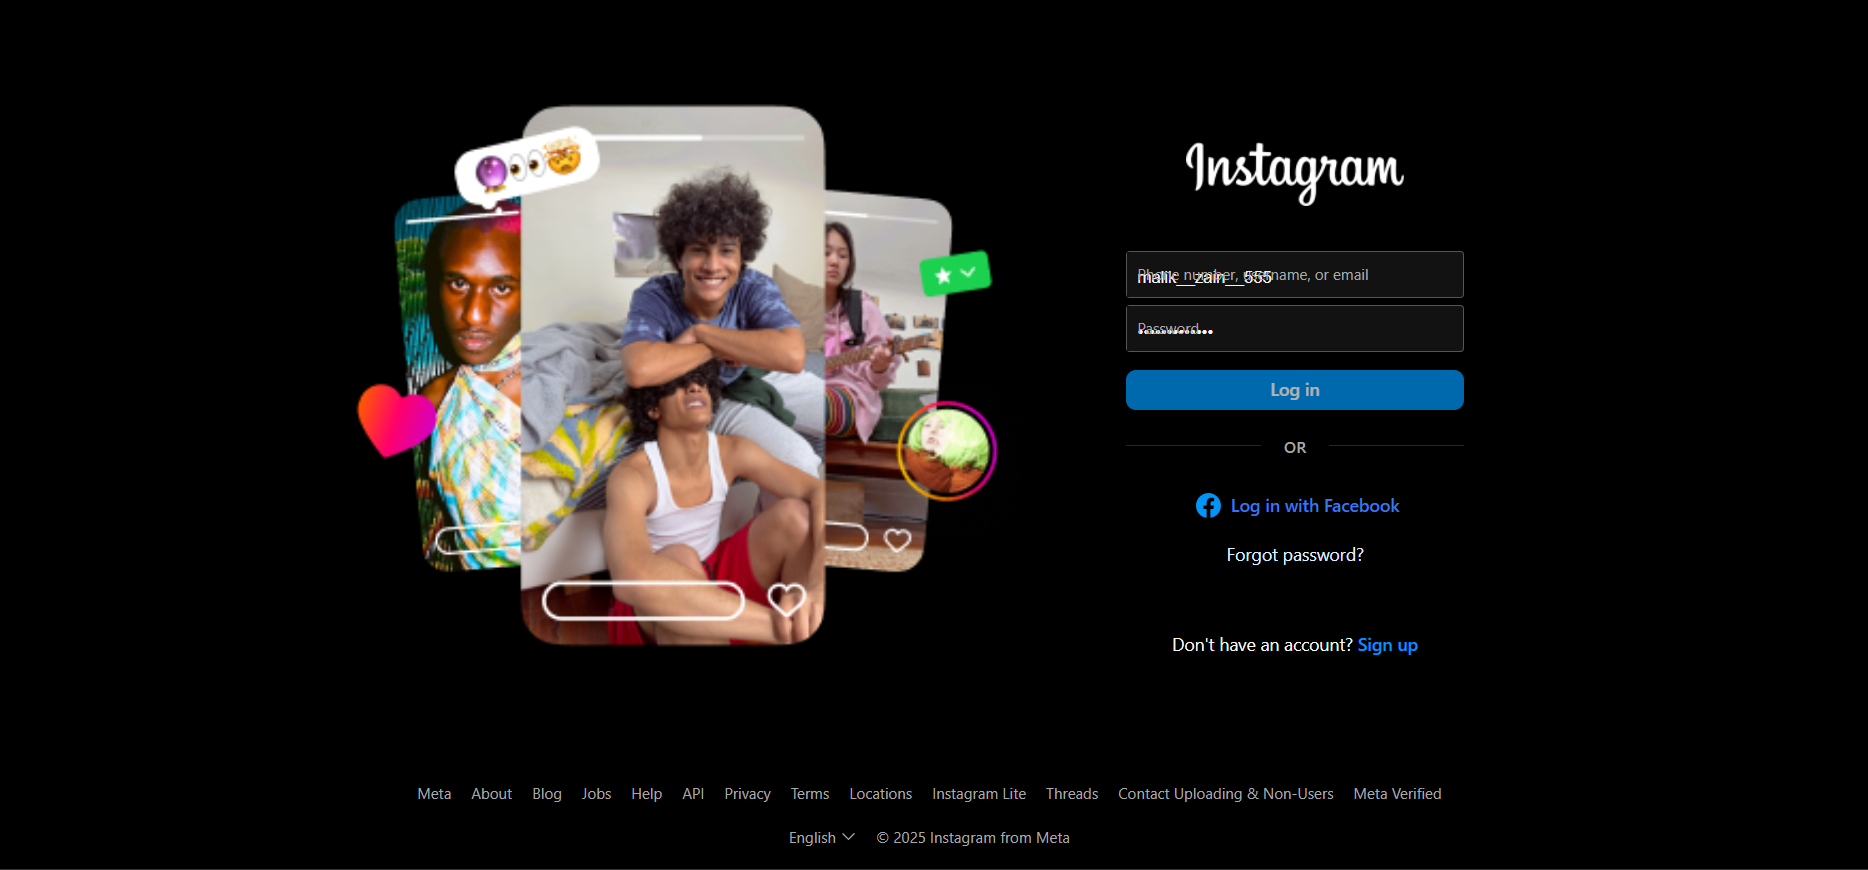 Instagram
Phone number, username, or email
malik__zain__555
Password
••••••••••••
Log in
OR
Log in with Facebook
Forgot password?
Don't have an account? Sign up
Meta About Blog Jobs Help API Privacy Terms Locations Instagram Lite Threads Contact Uploading & Non-Users Meta Verified
English © 2025 Instagram from Meta